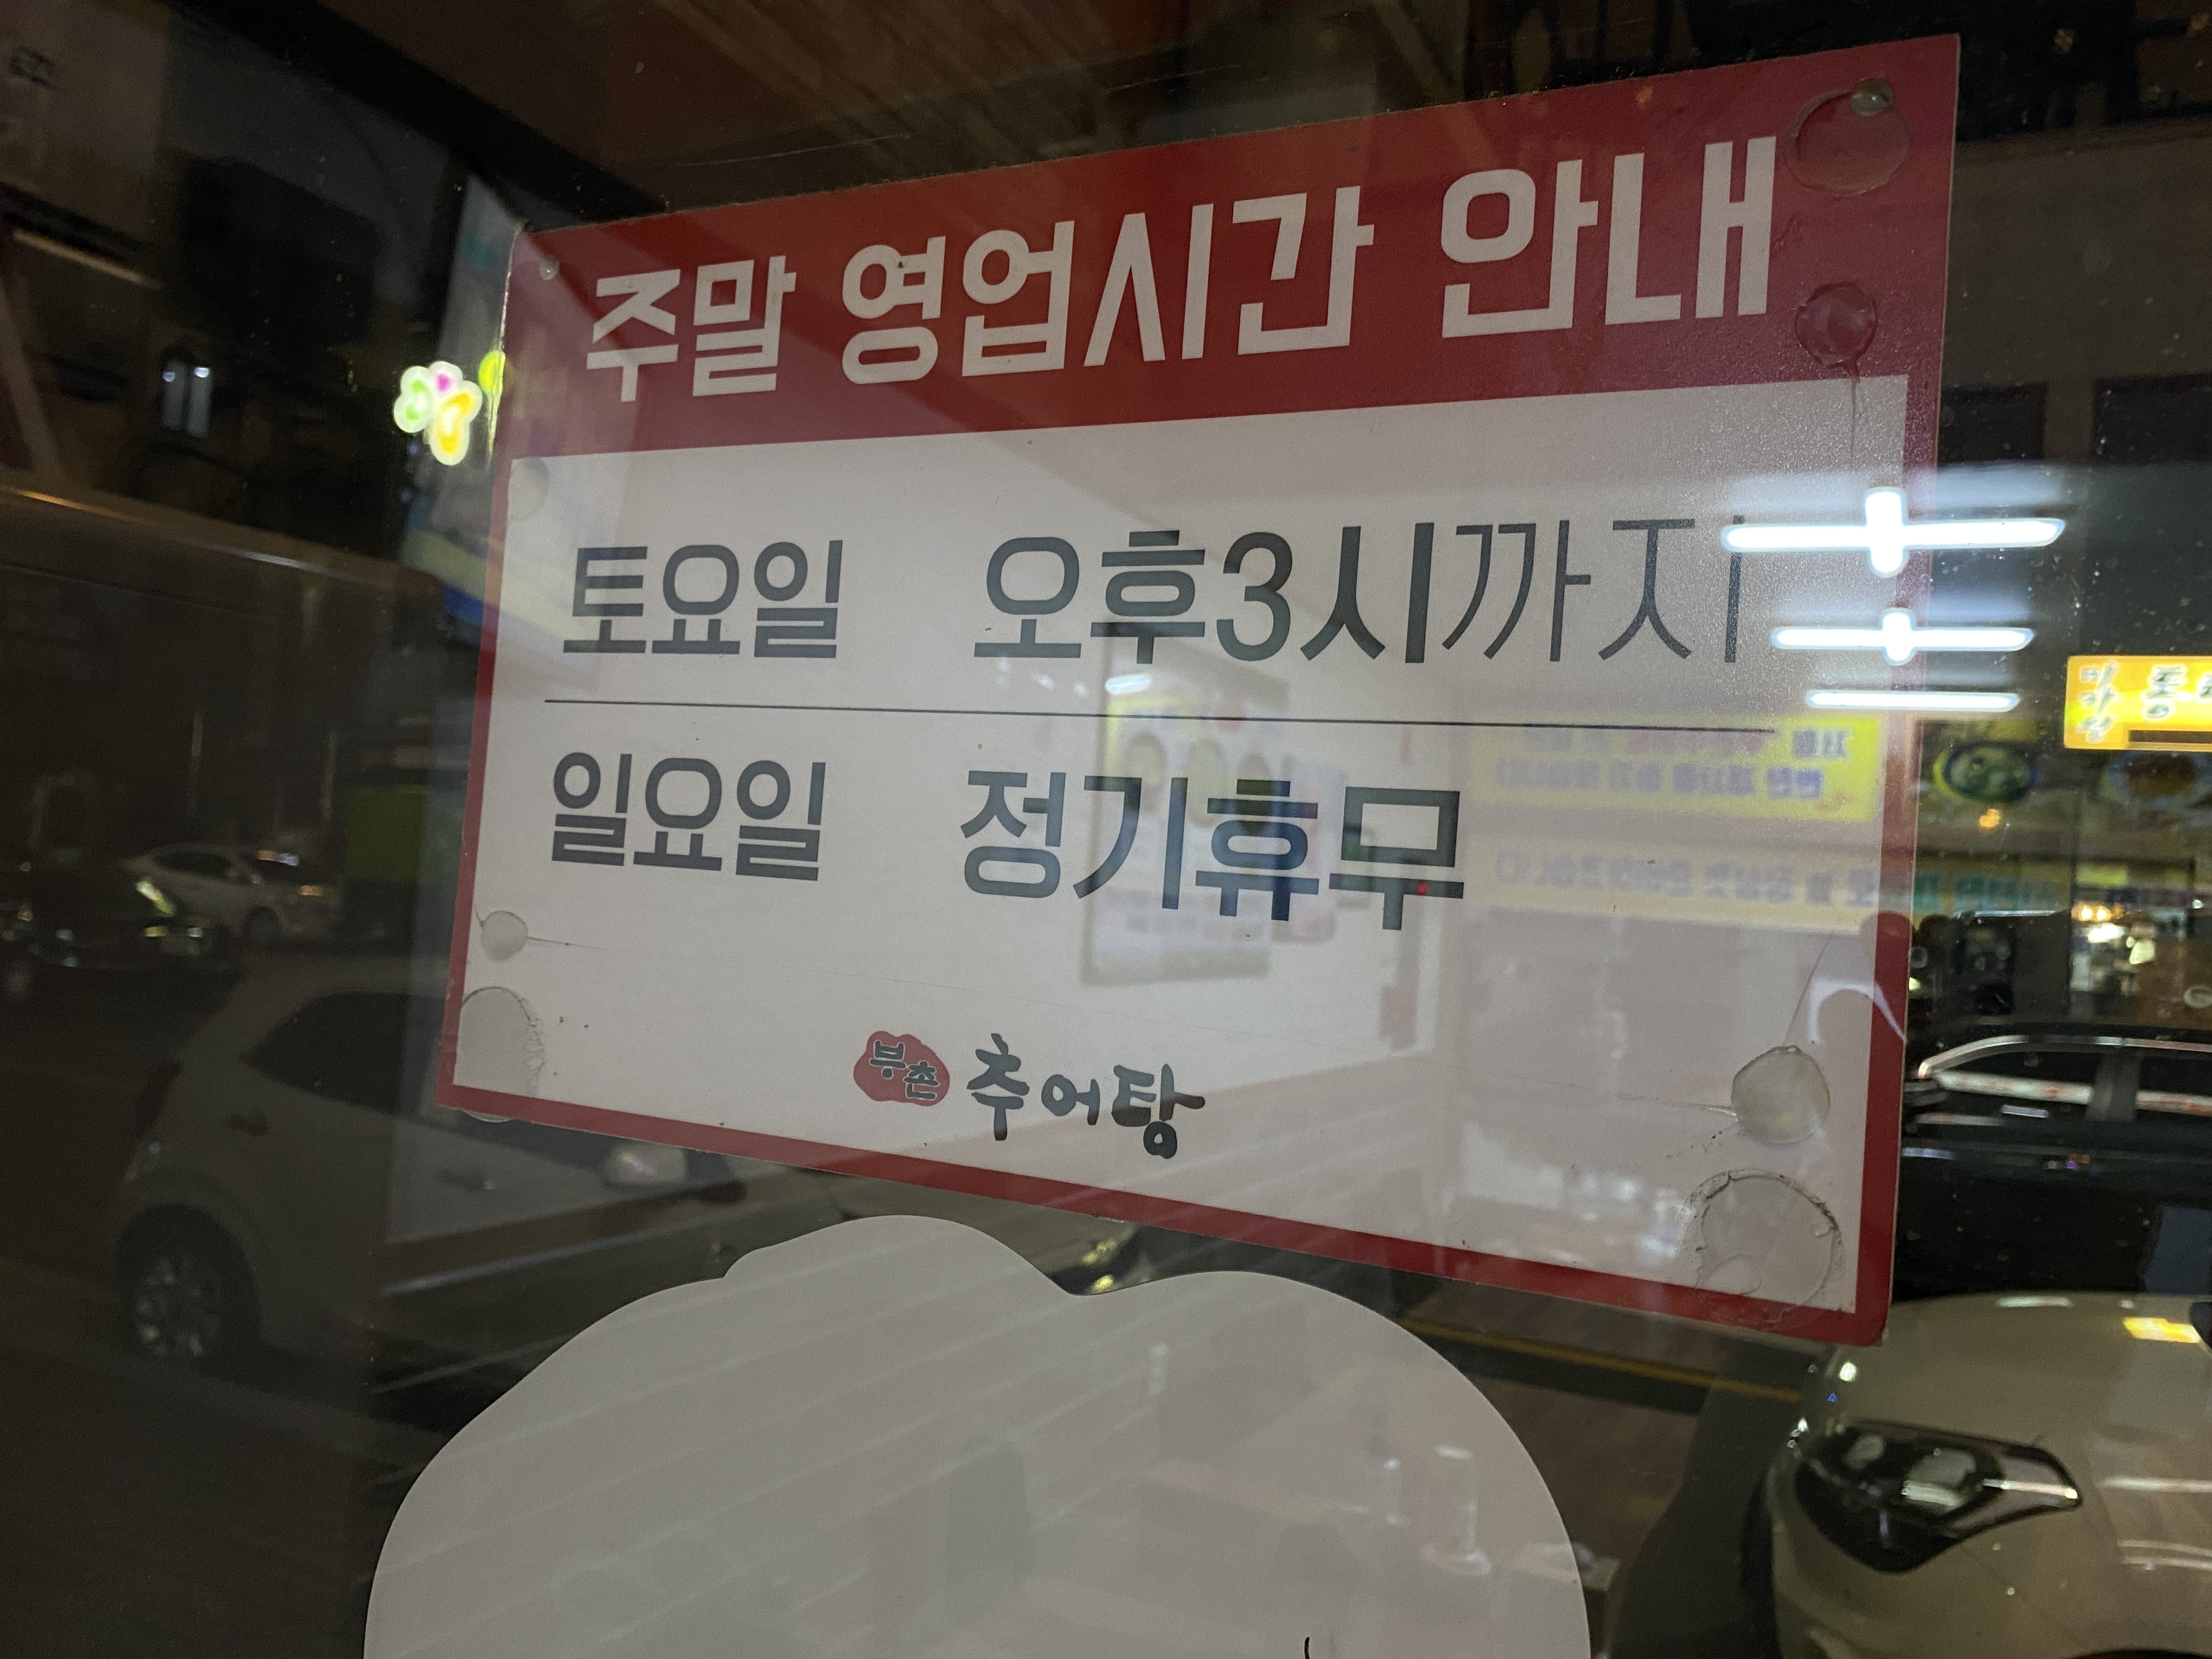 주말 영업시간 안내
토요일 오후3시까지
일요일 정기휴무
부촌 추어탕